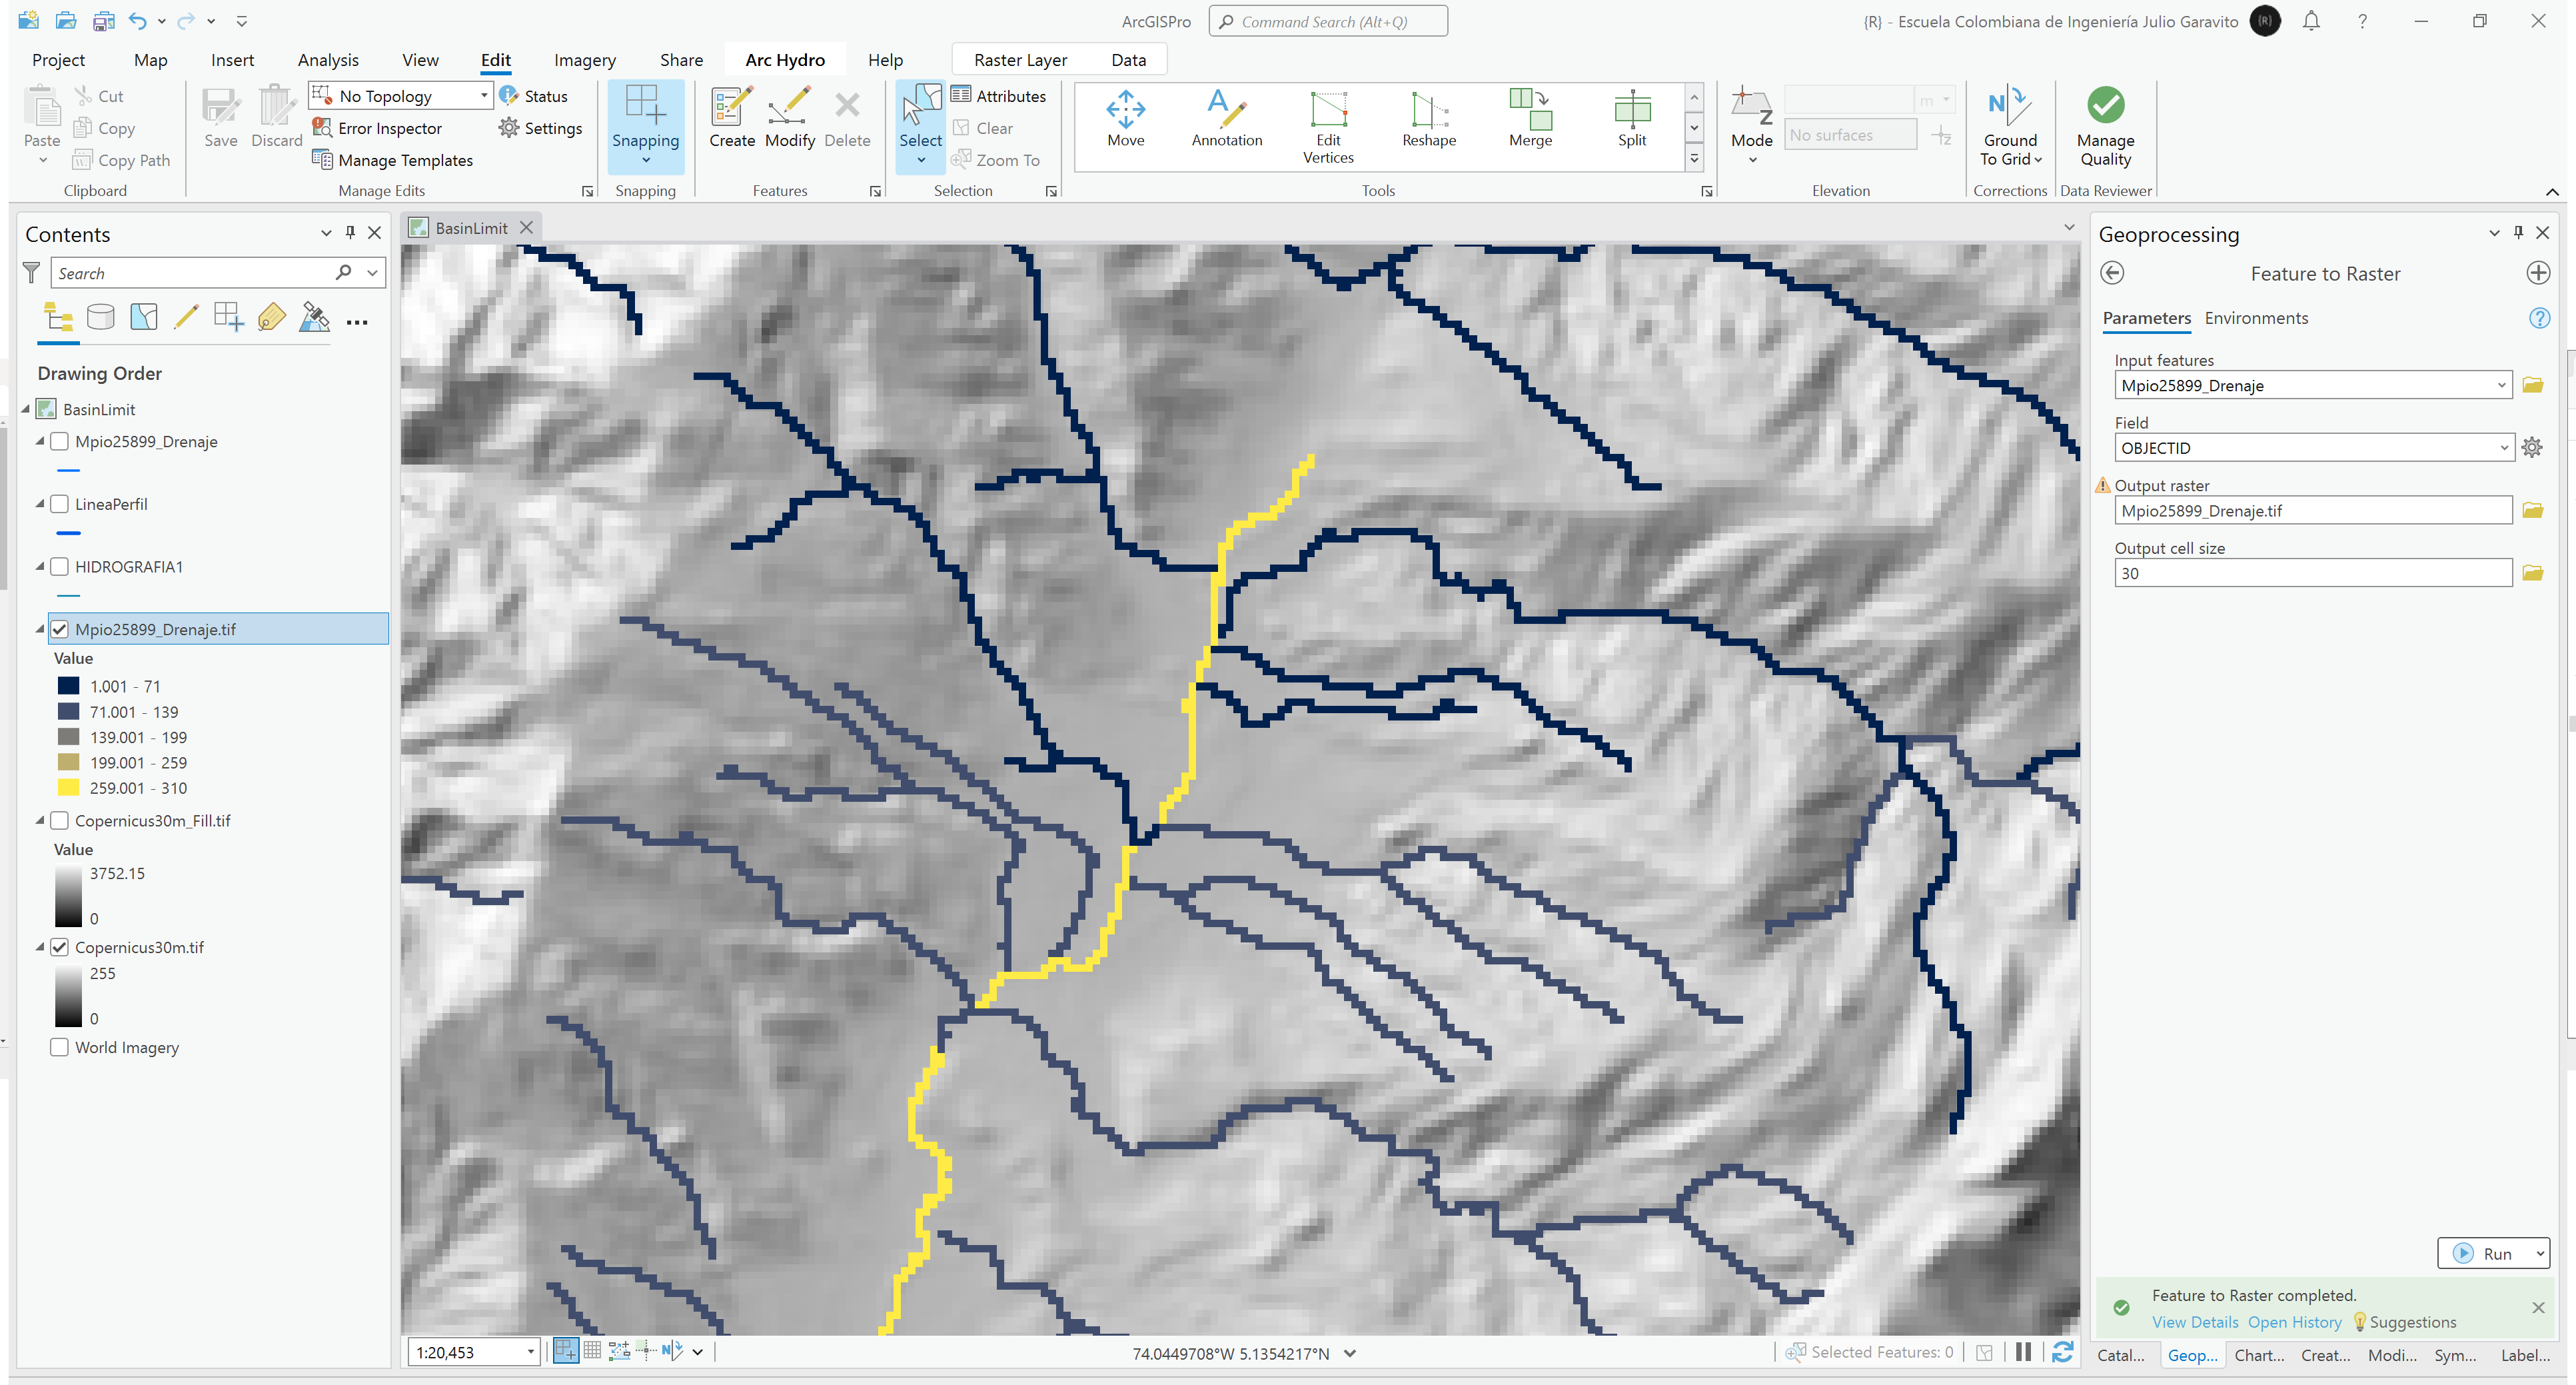 ArcGISPro
Command Search (Alt+Q)
{R} - Escuela Colombiana de Ingeniería Julio Garavito
{R}
?
Project
Map
Insert
Analysis
View
Edit
Imagery
Share
Arc Hydro
Help
Raster Layer
Data
Paste
Cut
Copy
Copy Path
Clipboard
Save
Discard
No Topology
Error Inspector
Manage Templates
Status
Settings
Manage Edits
Snapping
Snapping
Create
Modify
Delete
Features
Select
Attributes
Clear
Zoom To
Selection
Move
Annotation
Edit
Vertices
Reshape
Merge
Split
Tools
Mode
m
No surfaces
Elevation
Ground
To Grid
Corrections
Manage
Quality
Data Reviewer
Contents
Search
Drawing Order
BasinLimit
Mpio25899_Drenaje
LineaPerfil
HIDROGRAFIA1
Mpio25899_Drenaje.tif
Value
1.001 - 71
71.001 - 139
139.001 - 199
199.001 - 259
259.001 - 310
Copernicus30m_Fill.tif
Value
3752.15
0
Copernicus30m.tif
255
0
World Imagery
BasinLimit
1:20,453
74.0449708°W 5.1354217°N
Selected Features: 0
Geoprocessing
Feature to Raster
Parameters
Environments
?
Input features
Mpio25899_Drenaje
Field
OBJECTID
Output raster
Mpio25899_Drenaje.tif
Output cell size
30
Run
Feature to Raster completed.
View Details Open History Suggestions
Catal...
Geop...
Chart...
Creat...
Modi...
Sym...
Label...